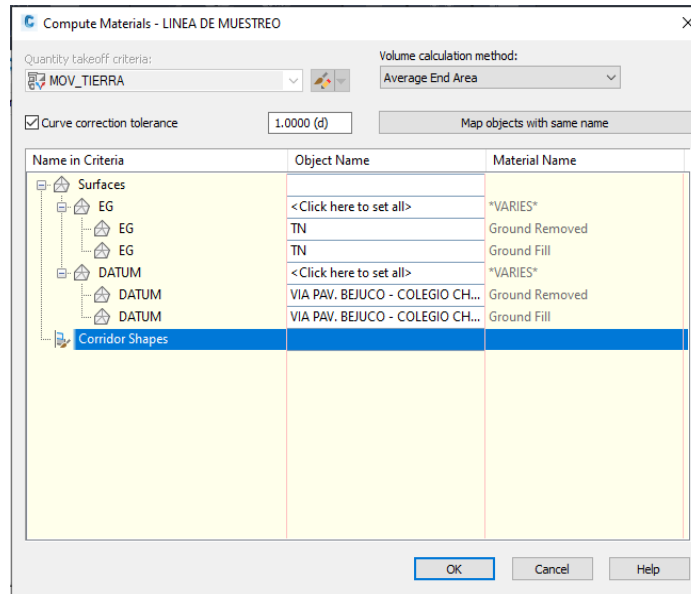 Compute Materials - LINEA DE MUESTREO
Quantity takeoff criteria:
Volume calculation method:
MOV_TIERRA
Average End Area
Curve correction tolerance
1.0000 (d)
Map objects with same name
Name in Criteria Object Name Material Name
Surfaces
EG <Click here to set all> *VARIES*
EG TN Ground Removed
EG TN Ground Fill
DATUM <Click here to set all> *VARIES*
DATUM VIA PAV. BEJUCO - COLEGIO CH... Ground Removed
DATUM VIA PAV. BEJUCO - COLEGIO CH... Ground Fill
Corridor Shapes
OK Cancel Help